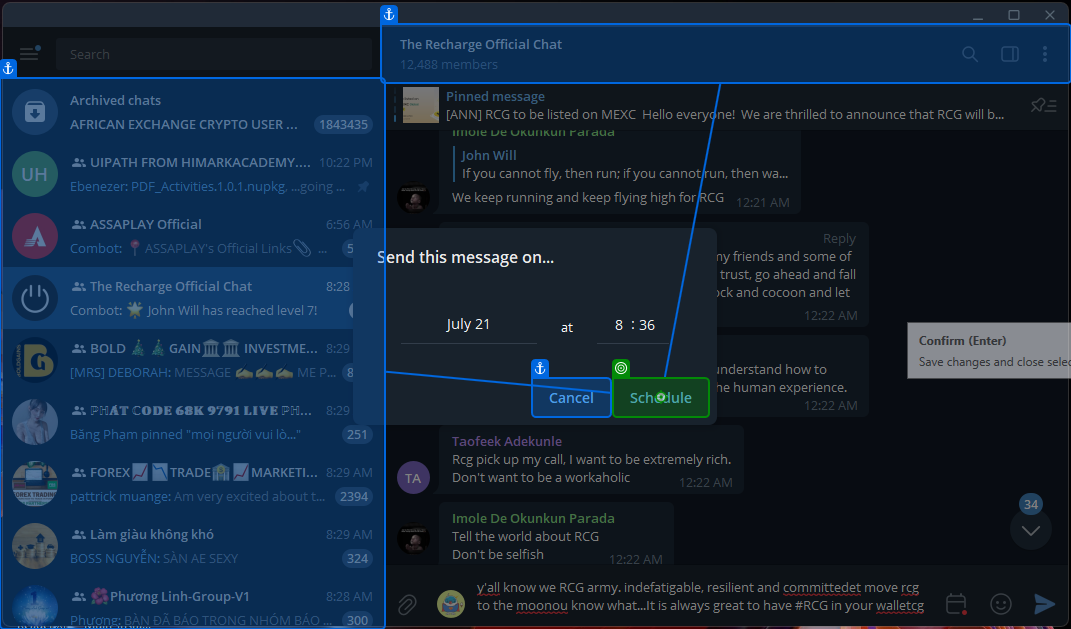 Search
The Recharge Official Chat
12,488 members
Archived chats
AFRICAN EXCHANGE CRYPTO USER ...
1843435
UH
UIPATH FROM HIMARKACADEMY....
10:22 PM
Ebenezer: PDF_Activities.1.0.1.nupkg, ...going ...
ASSAPLAY Official
6:56 AM
Combot: 📍 ASSAPLAY's Official Links📎 ...
5
The Recharge Official Chat
8:28
Combot: 🌟 John Will has reached level 7!
BOLD 🎄🎄 GAIN🏛️🏛️ INVESTME...
8:29
[MRS] DEBORAH: MESSAGE ✍️✍️✍️ ME P...
8
ℙℍÁT ℂODE 68K 9791 LIVE ℙℍ...
8:29
Băng Phạm pinned "mọi người vui lò..."
251
FOREX📈📉TRADE🏦📈MARKETI...
8:29 AM
pattrick muange: Am very excited about t...
2394
Làm giàu không khó
8:29 AM
BOSS NGUYỄN: SÀN AE SEXY
324
🌺Phương Linh-Group-V1
8:28 AM
Phương: BÀN ĐÃ BÁO TRONG NHÓM BÁO ...
300
Pinned message
[ANN] RCG to be listed on MEXC Hello everyone! We are thrilled to announce that RCG will b...
Imole De Okunkun Parada
John Will
If you cannot fly, then run; if you cannot run, then wa...
We keep running and keep flying high for RCG
12:21 AM
Reply
my friends and some of
trust, go ahead and fall
ock and cocoon and let
12:22 AM
Send this message on...
July 21
at
8 : 36
Cancel
Schedule
Confirm (Enter)
Save changes and close selec
understand how to
he human experience.
12:22 AM
TA
Taofeek Adekunle
Rcg pick up my call, I want to be extremely rich.
Don't want to be a workaholic
12:22 AM
Imole De Okunkun Parada
Tell the world about RCG
Don't be selfish
12:22 AM
34
y'all know we RCG army. indefatigable, resilient and committedet move rcg
to the moonou know what...It is always great to have #RCG in your walletcg